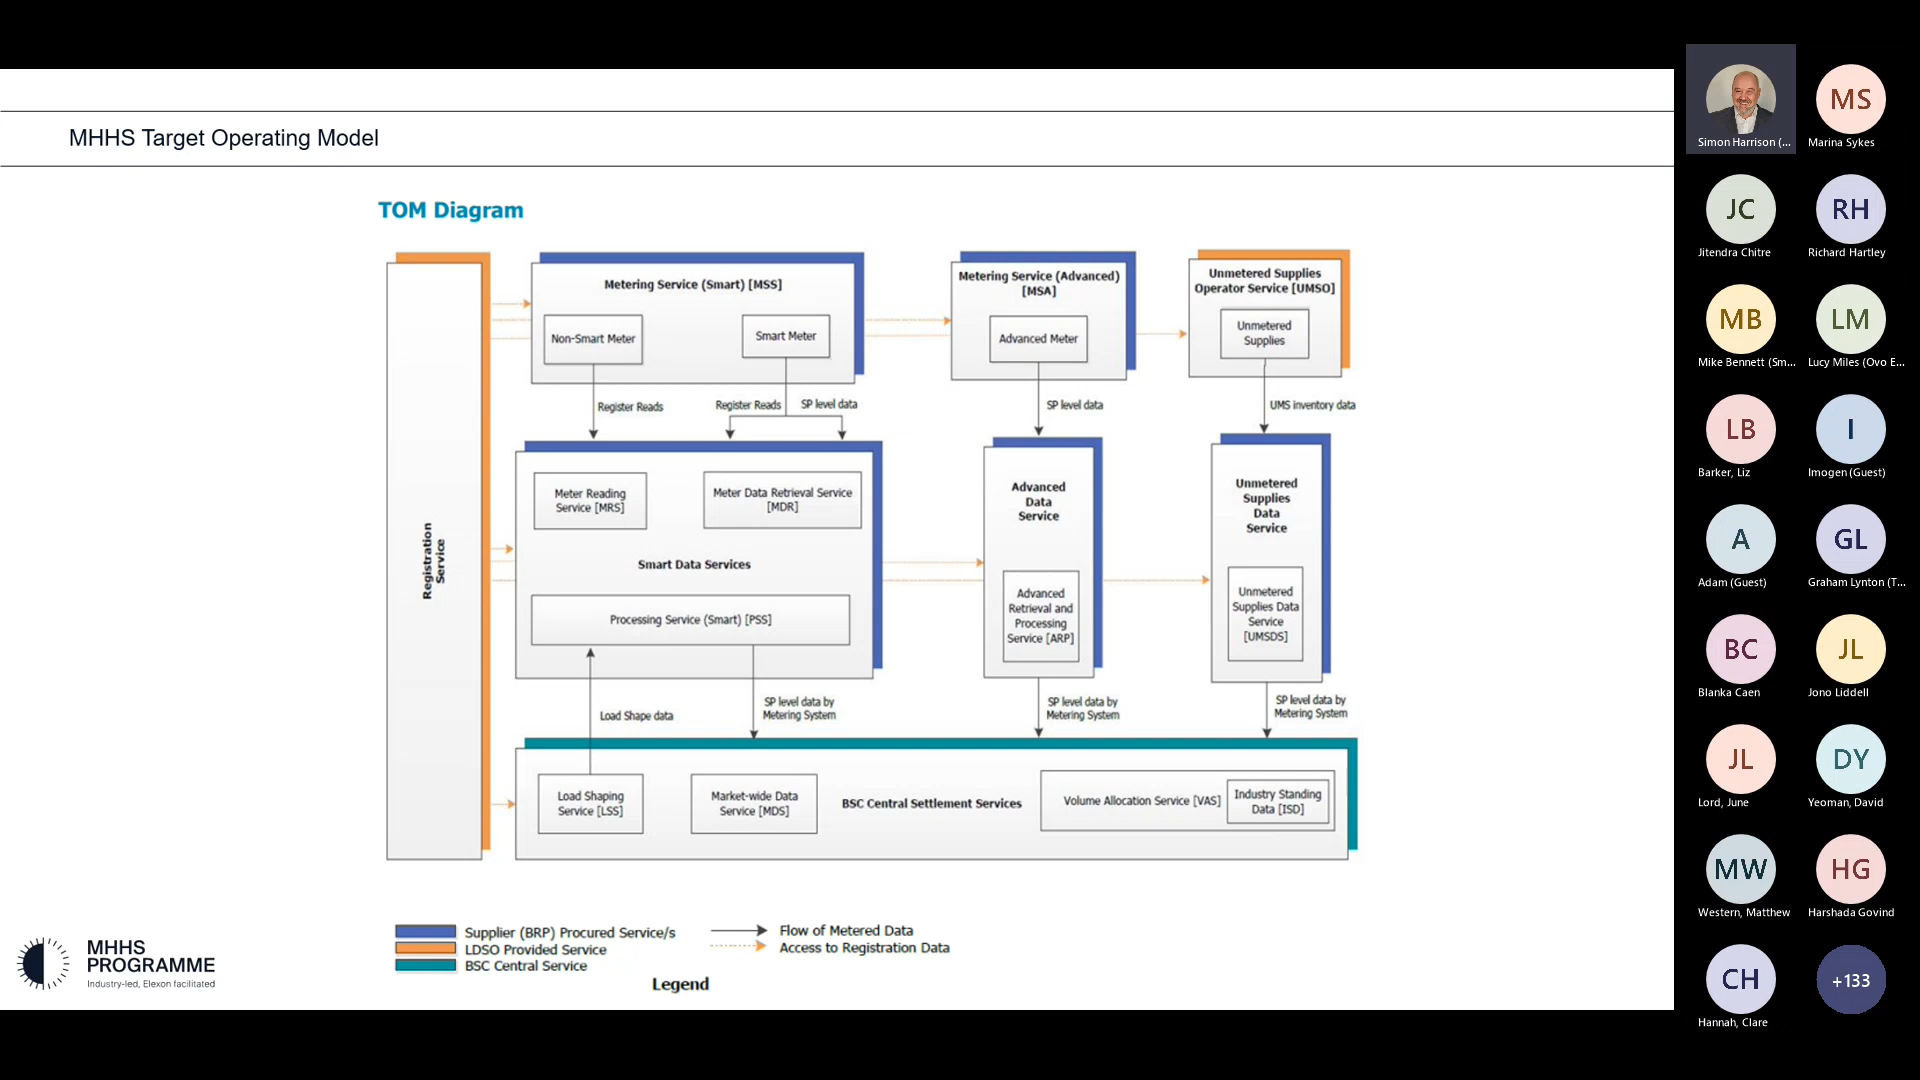 MHHS Target Operating Model
TOM Diagram
Registration
Service
Metering Service (Smart) [MSS]
Non-Smart Meter
Smart Meter
Metering Service (Advanced)
[MSA]
Advanced Meter
Unmetered Supplies
Operator Service [UMSO]
Unmetered
Supplies
Register Reads
Register Reads
SP level data
SP level data
UMS inventory data
Meter Reading
Service [MRS]
Meter Data Retrieval Service
[MDR]
Smart Data Services
Processing Service (Smart) [PSS]
Advanced
Data
Service
Advanced
Retrieval and
Processing
Service [ARP]
Unmetered
Supplies
Data
Service
Unmetered
Supplies Data
Service
[UMSDS]
Load Shape data
SP level data by
Metering System
SP level data by
Metering System
SP level data by
Metering System
Load Shaping
Service [LSS]
Market-wide Data
Service [MDS]
BSC Central Settlement Services
Volume Allocation Service [VAS]
Industry Standing
Data [ISD]
Supplier (BRP) Procured Service/s
LDSO Provided Service
BSC Central Service
Flow of Metered Data
Access to Registration Data
Legend
MHHS
PROGRAMME
Industry-led, Elexon facilitated
Simon Harrison (...
MS
Marina Sykes
JC
Jitendra Chitre
RH
Richard Hartley
MB
Mike Bennett (Sm...
LM
Lucy Miles (Ovo E...
LB
Barker, Liz
I
Imogen (Guest)
A
Adam (Guest)
GL
Graham Lynton (T...
BC
Blanka Caen
JL
Jono Liddell
JL
Lord, June
DY
Yeoman, David
MW
Western, Matthew
HG
Harshada Govind
CH
Hannah, Clare
+133